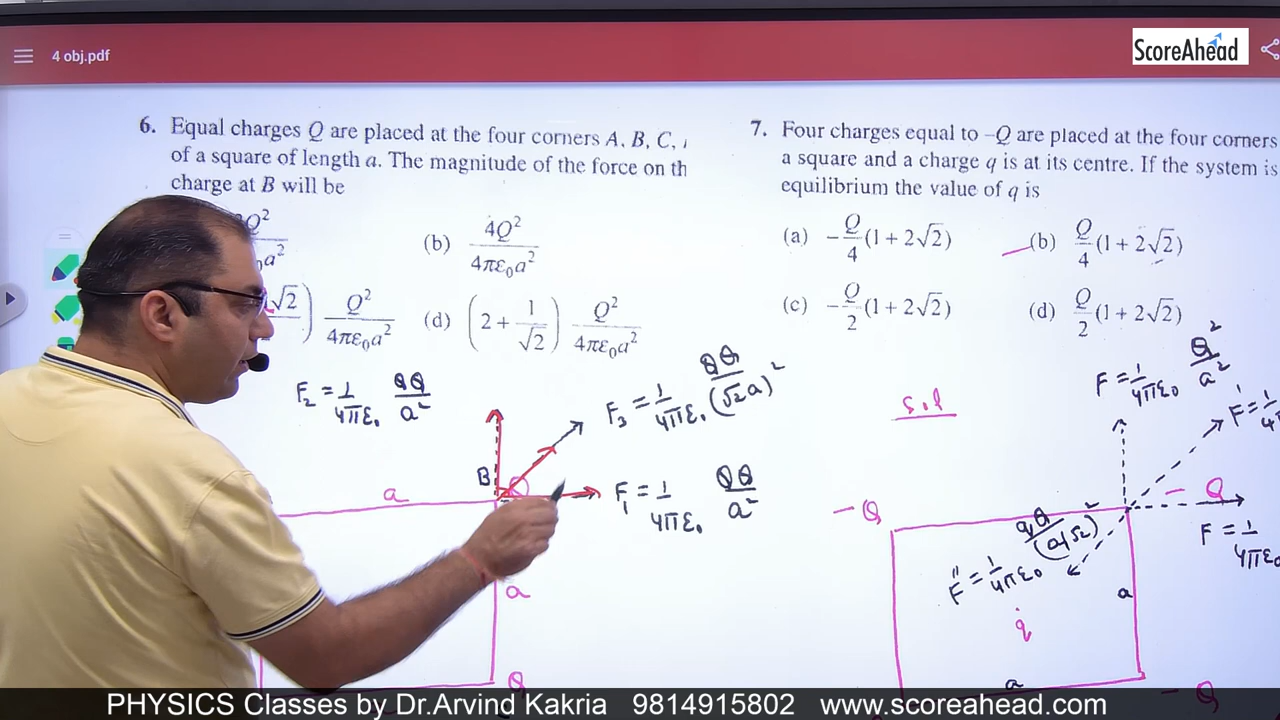 4 obj.pdf
ScoreAhead
6. Equal charges Q are placed at the four corners A, B, C,
of a square of length a. The magnitude of the force on th
charge at B will be
(b) 4Q² / 4πε₀a²
√2) Q² / 4πε₀a²
(d) (2 + 1/√2) Q² / 4πε₀a²
F₂ = 1/4πε₀ QQ/a²
F₃ = 1/4πε₀ QQ/(√2a)²
F₁ = 1/4πε₀ QQ/a²
B
a
a
Q
7. Four charges equal to –Q are placed at the four corners
a square and a charge q is at its centre. If the system is
equilibrium the value of q is
(a) –Q/4 (1 + 2√2)
(b) Q/4 (1 + 2√2)
(c) –Q/2 (1 + 2√2)
(d) Q/2 (1 + 2√2)
Sol
F = 1/4πε₀ Q²/a²
F' = 1/4
– Q
– Q
F = 1/4πε₀
F" = 1/4πε₀ qQ/(a/√2)²
a
q
a
– Q
PHYSICS Classes by Dr.Arvind Kakria 9814915802 www.scoreahead.com